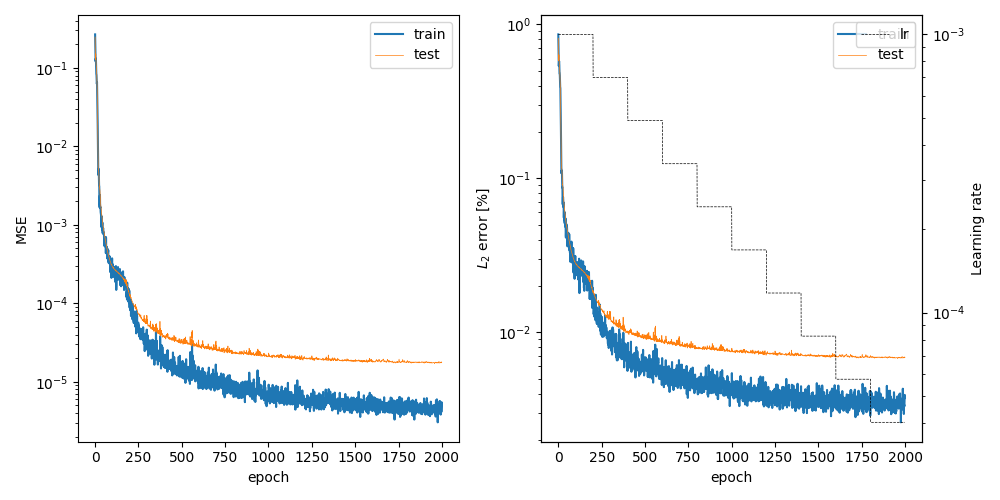 MSE
10⁻¹
10⁻²
10⁻³
10⁻⁴
10⁻⁵
train
test
0 250 500 750 1000 1250 1500 1750 2000
epoch
L₂ error [%]
10⁰
10⁻¹
10⁻²
train
test
lr
0 250 500 750 1000 1250 1500 1750 2000
epoch
10⁻³
10⁻⁴
Learning rate